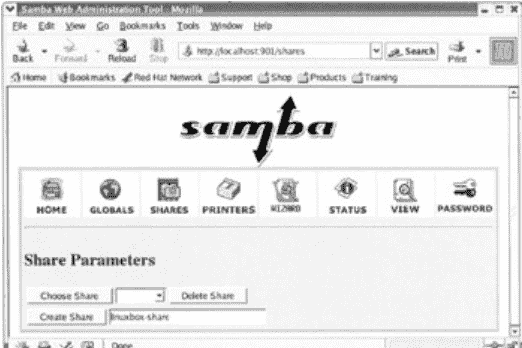 Samba Web Administration Tool - Mozilla
File Edit View Go Bookmarks Tools Window Help
Back Forward Reload Stop http://localhost:901/shares Search Print
Home Bookmarks Red Hat Network Support Shop Products Training
samba
HOME GLOBALS SHARES PRINTERS WIZARD STATUS VIEW PASSWORD
Share Parameters
Choose Share Delete Share
Create Share linuxbox-share
Done